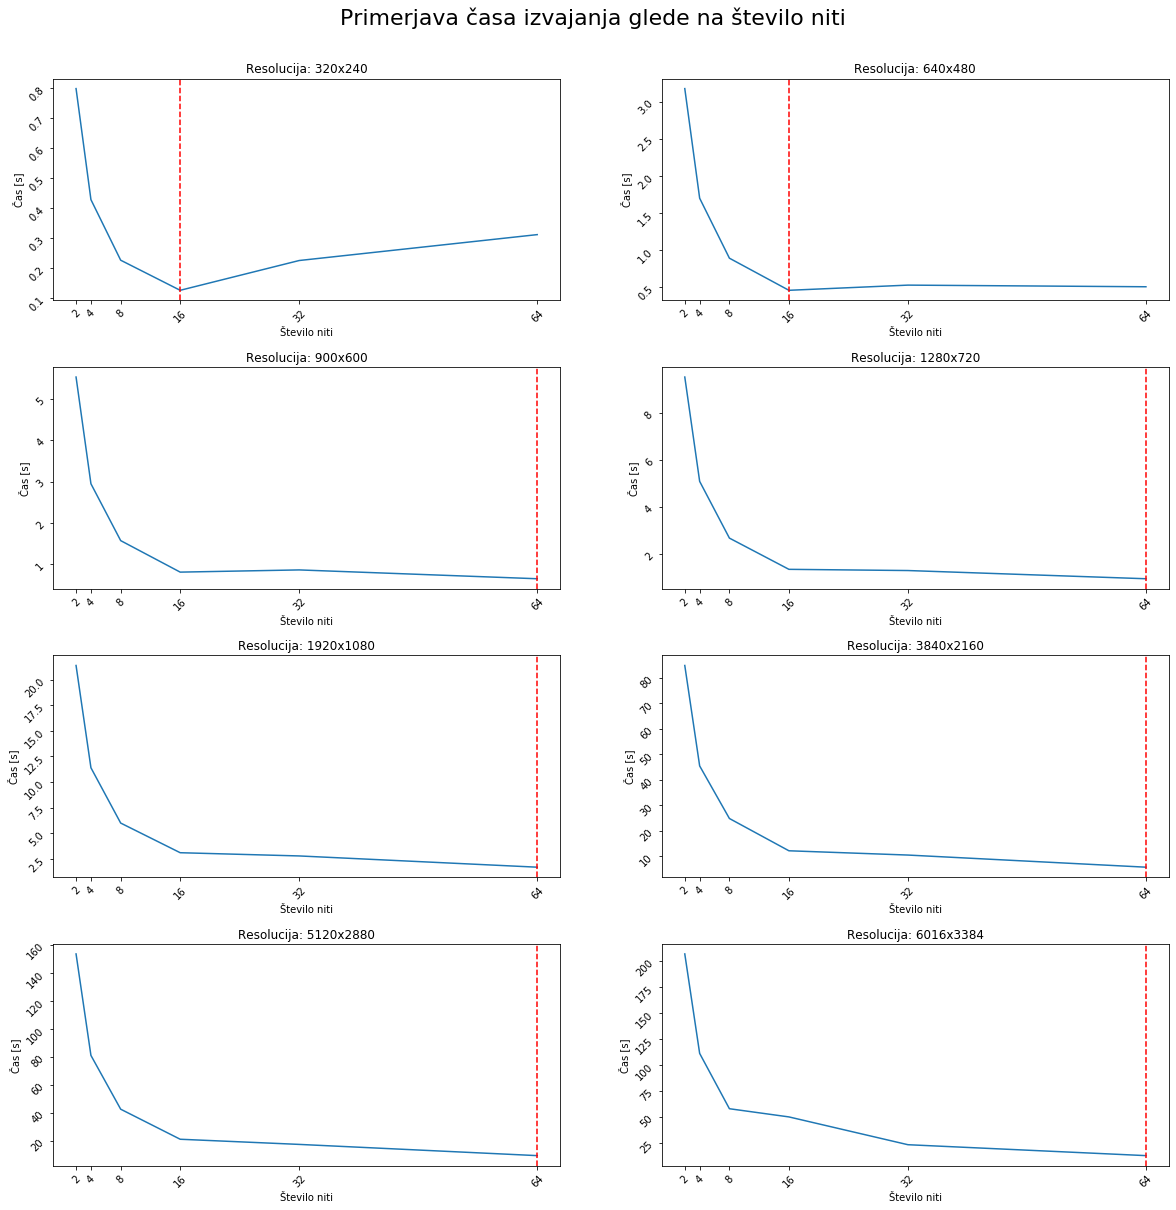 Primerjava časa izvajanja glede na število niti
Resolucija: 320x240
0.8
0.7
0.6
0.5
0.4
0.3
0.2
0.1
Čas [s]
2 4 8 16 32 64
Število niti
Resolucija: 640x480
3.0
2.5
2.0
1.5
1.0
0.5
Čas [s]
2 4 8 16 32 64
Število niti
Resolucija: 900x600
5
4
3
2
1
Čas [s]
2 4 8 16 32 64
Število niti
Resolucija: 1280x720
8
6
4
2
Čas [s]
2 4 8 16 32 64
Število niti
Resolucija: 1920x1080
20.0
17.5
15.0
12.5
10.0
7.5
5.0
2.5
Čas [s]
2 4 8 16 32 64
Število niti
Resolucija: 3840x2160
80
70
60
50
40
30
20
10
Čas [s]
2 4 8 16 32 64
Število niti
Resolucija: 5120x2880
160
140
120
100
80
60
40
20
Čas [s]
2 4 8 16 32 64
Število niti
Resolucija: 6016x3384
200
175
150
125
100
75
50
25
Čas [s]
2 4 8 16 32 64
Število niti